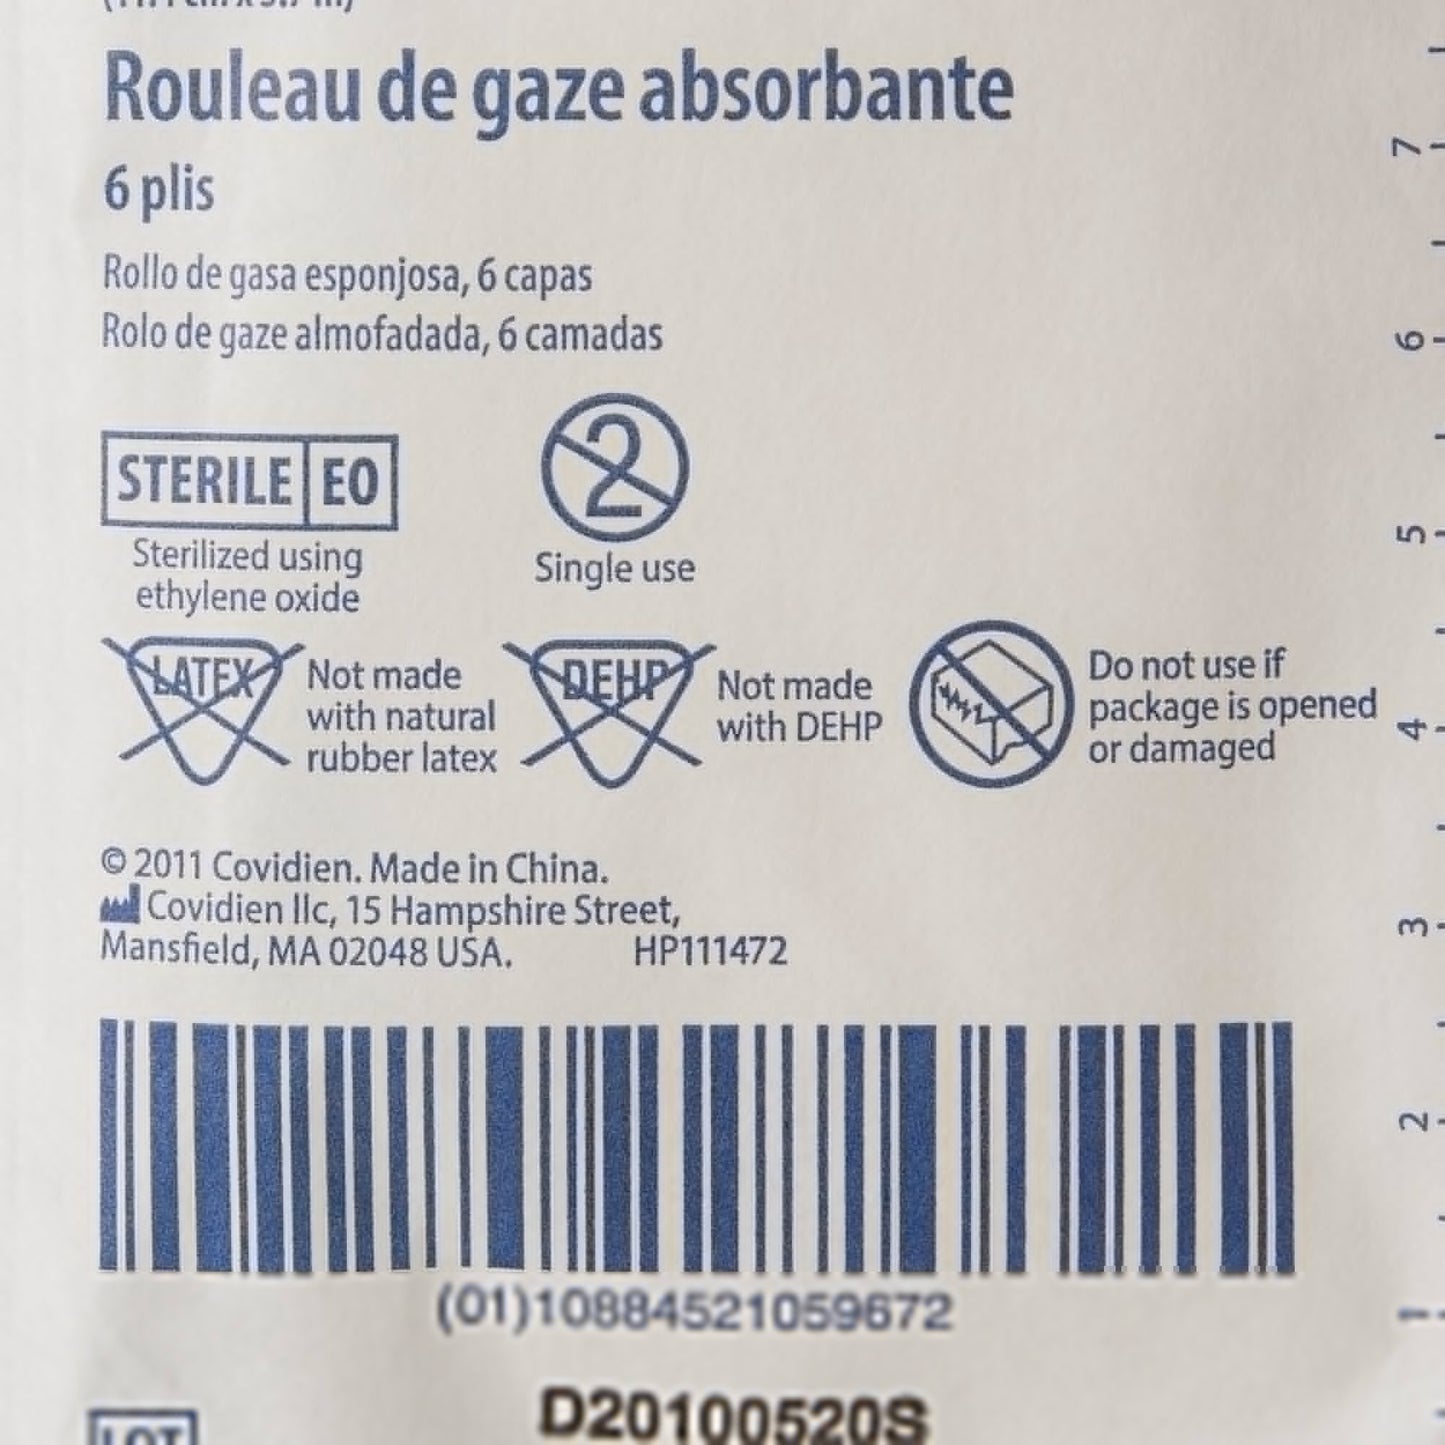 Rouleau de gaze absorbante
6 plis
Rollo de gasa esponjosa, 6 capas
Rolo de gaze almofadada, 6 camadas
STERILE EO
Sterilized using
ethylene oxide
2
Single use
LATEX
Not made
with natural
rubber latex
DEHP
Not made
with DEHP
Do not use if
package is opened
or damaged
© 2011 Covidien. Made in China.
Covidien llc, 15 Hampshire Street,
Mansfield, MA 02048 USA. HP111472
(01)10884521059672
LOT
D20100520S
7
6
5
4
3
2
1